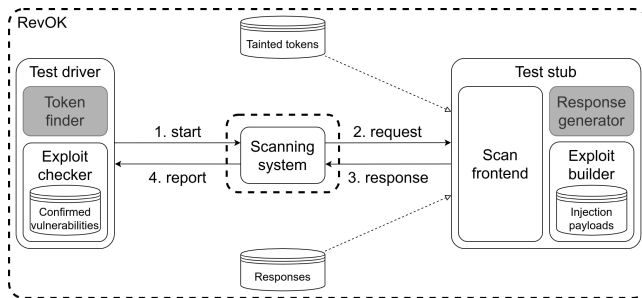 RevOK
Tainted tokens
Test driver
Token
finder
Exploit
checker
Confirmed
vulnerabilities
1. start
4. report
Scanning
system
2. request
3. response
Test stub
Scan
frontend
Response
generator
Exploit
builder
Injection
payloads
Responses